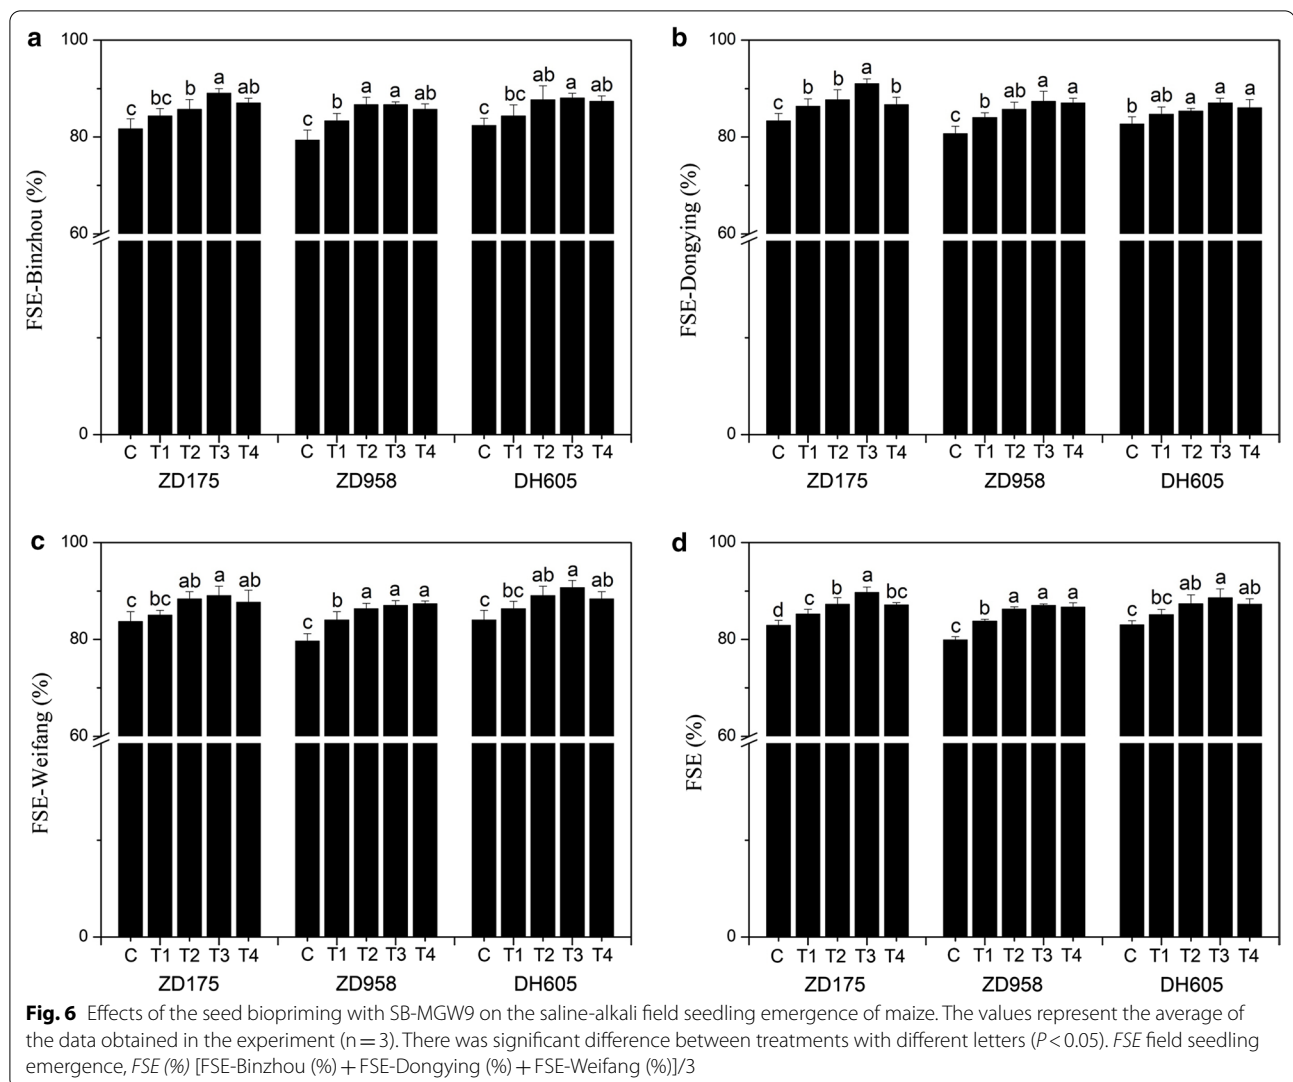 a
100
80
60
0
FSE-Binzhou (%)
c bc b a ab c b a a ab c bc ab a ab
C T1 T2 T3 T4 C T1 T2 T3 T4 C T1 T2 T3 T4
ZD175 ZD958 DH605
b
100
80
60
0
FSE-Dongying (%)
c b b a b c b ab a a b ab a a a
C T1 T2 T3 T4 C T1 T2 T3 T4 C T1 T2 T3 T4
ZD175 ZD958 DH605
c
100
80
60
0
FSE-Weifang (%)
c bc ab a ab c b a a a c bc ab a ab
C T1 T2 T3 T4 C T1 T2 T3 T4 C T1 T2 T3 T4
ZD175 ZD958 DH605
d
100
80
60
0
FSE (%)
d c b a bc c b a a a c bc ab a ab
C T1 T2 T3 T4 C T1 T2 T3 T4 C T1 T2 T3 T4
ZD175 ZD958 DH605
Fig. 6 Effects of the seed biopriming with SB-MGW9 on the saline-alkali field seedling emergence of maize. The values represent the average of
the data obtained in the experiment (n = 3). There was significant difference between treatments with different letters (P < 0.05). FSE field seedling
emergence, FSE (%) [FSE-Binzhou (%) + FSE-Dongying (%) + FSE-Weifang (%)]/3